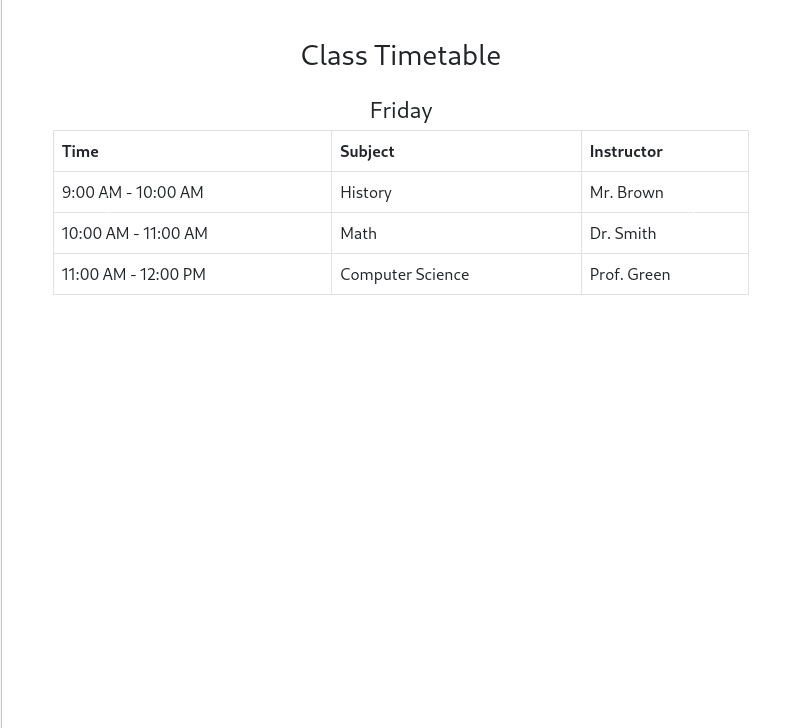 Class Timetable
Friday
Time Subject Instructor
9:00 AM - 10:00 AM History Mr. Brown
10:00 AM - 11:00 AM Math Dr. Smith
11:00 AM - 12:00 PM Computer Science Prof. Green